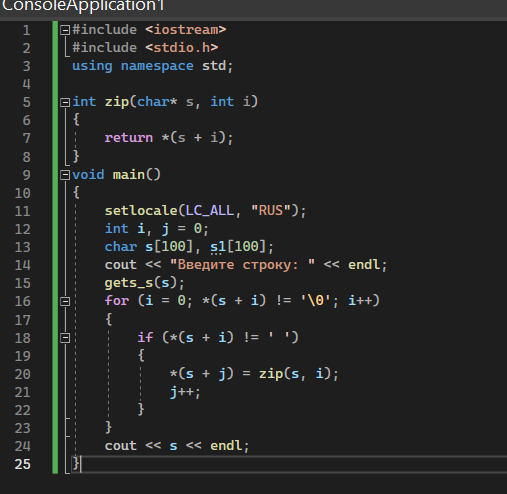 ConsoleApplication1
1 #include <iostream>
2 #include <stdio.h>
3 using namespace std;
4
5 int zip(char* s, int i)
6 {
7 return *(s + i);
8 }
9 void main()
10 {
11 setlocale(LC_ALL, "RUS");
12 int i, j = 0;
13 char s[100], s1[100];
14 cout << "Введите строку: " << endl;
15 gets_s(s);
16 for (i = 0; *(s + i) != '\0'; i++)
17 {
18 if (*(s + i) != ' ')
19 {
20 *(s + j) = zip(s, i);
21 j++;
22 }
23 }
24 cout << s << endl;
25 }